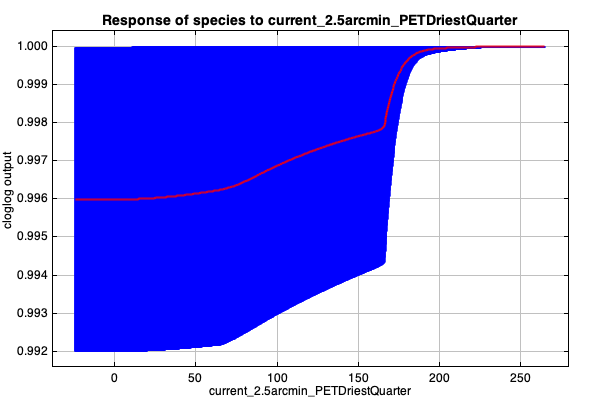 Response of species to current_2.5arcmin_PETDriestQuarter
1.000
0.999
0.998
0.997
0.996
0.995
0.994
0.993
0.992
cloglog output
0 50 100 150 200 250
current_2.5arcmin_PETDriestQuarter